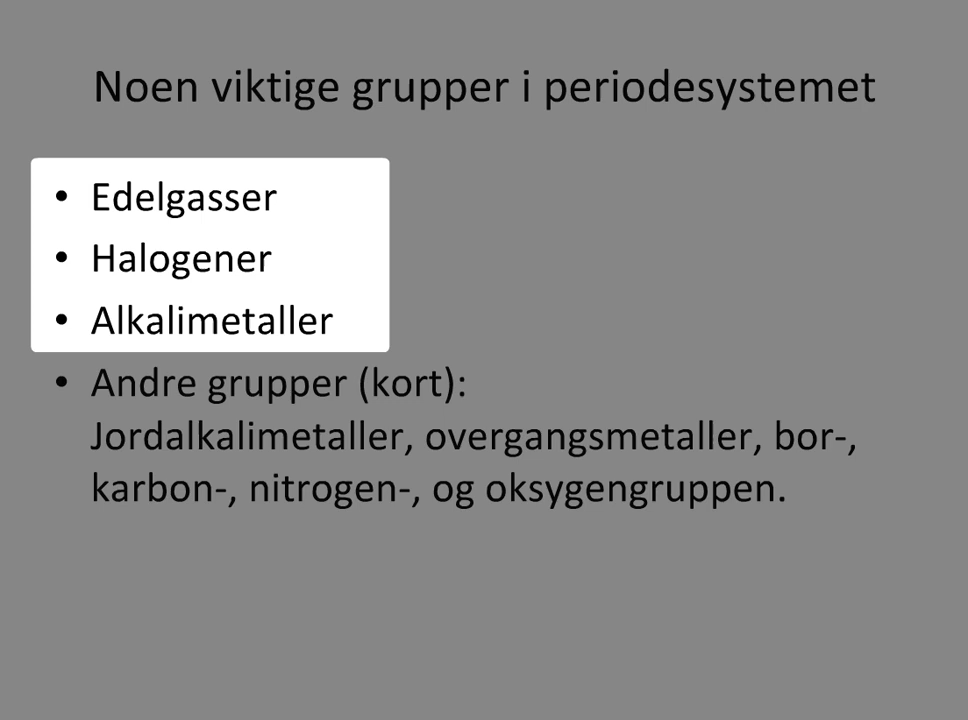 Noen viktige grupper i periodesystemet
• Edelgasser
• Halogener
• Alkalimetaller
• Andre grupper (kort):
Jordalkalimetaller, overgangsmetaller, bor-,
karbon-, nitrogen-, og oksygengruppen.